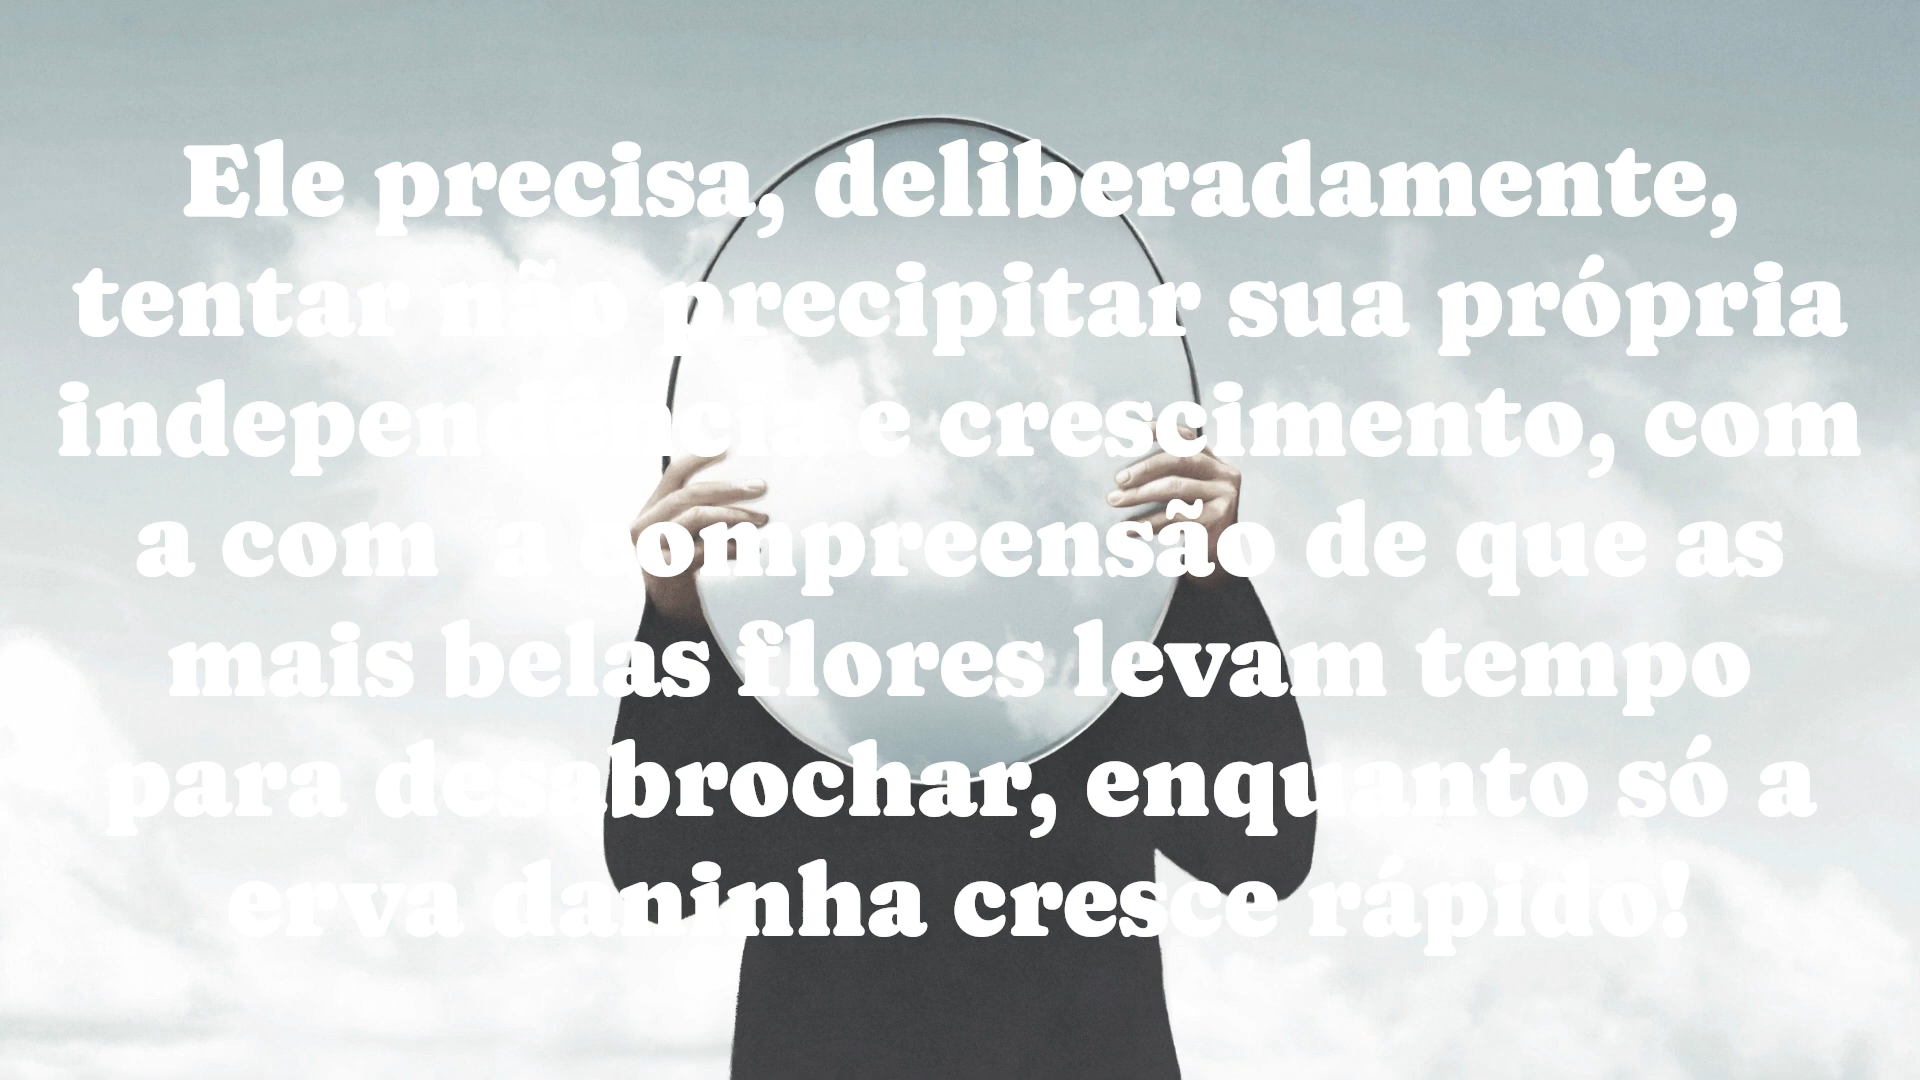 Ele precisa, deliberadamente,
tentar não precipitar sua própria
independência e crescimento, com
a com a compreensão de que as
mais belas flores levam tempo
para desabrochar, enquanto só a
erva daninha cresce rápido!